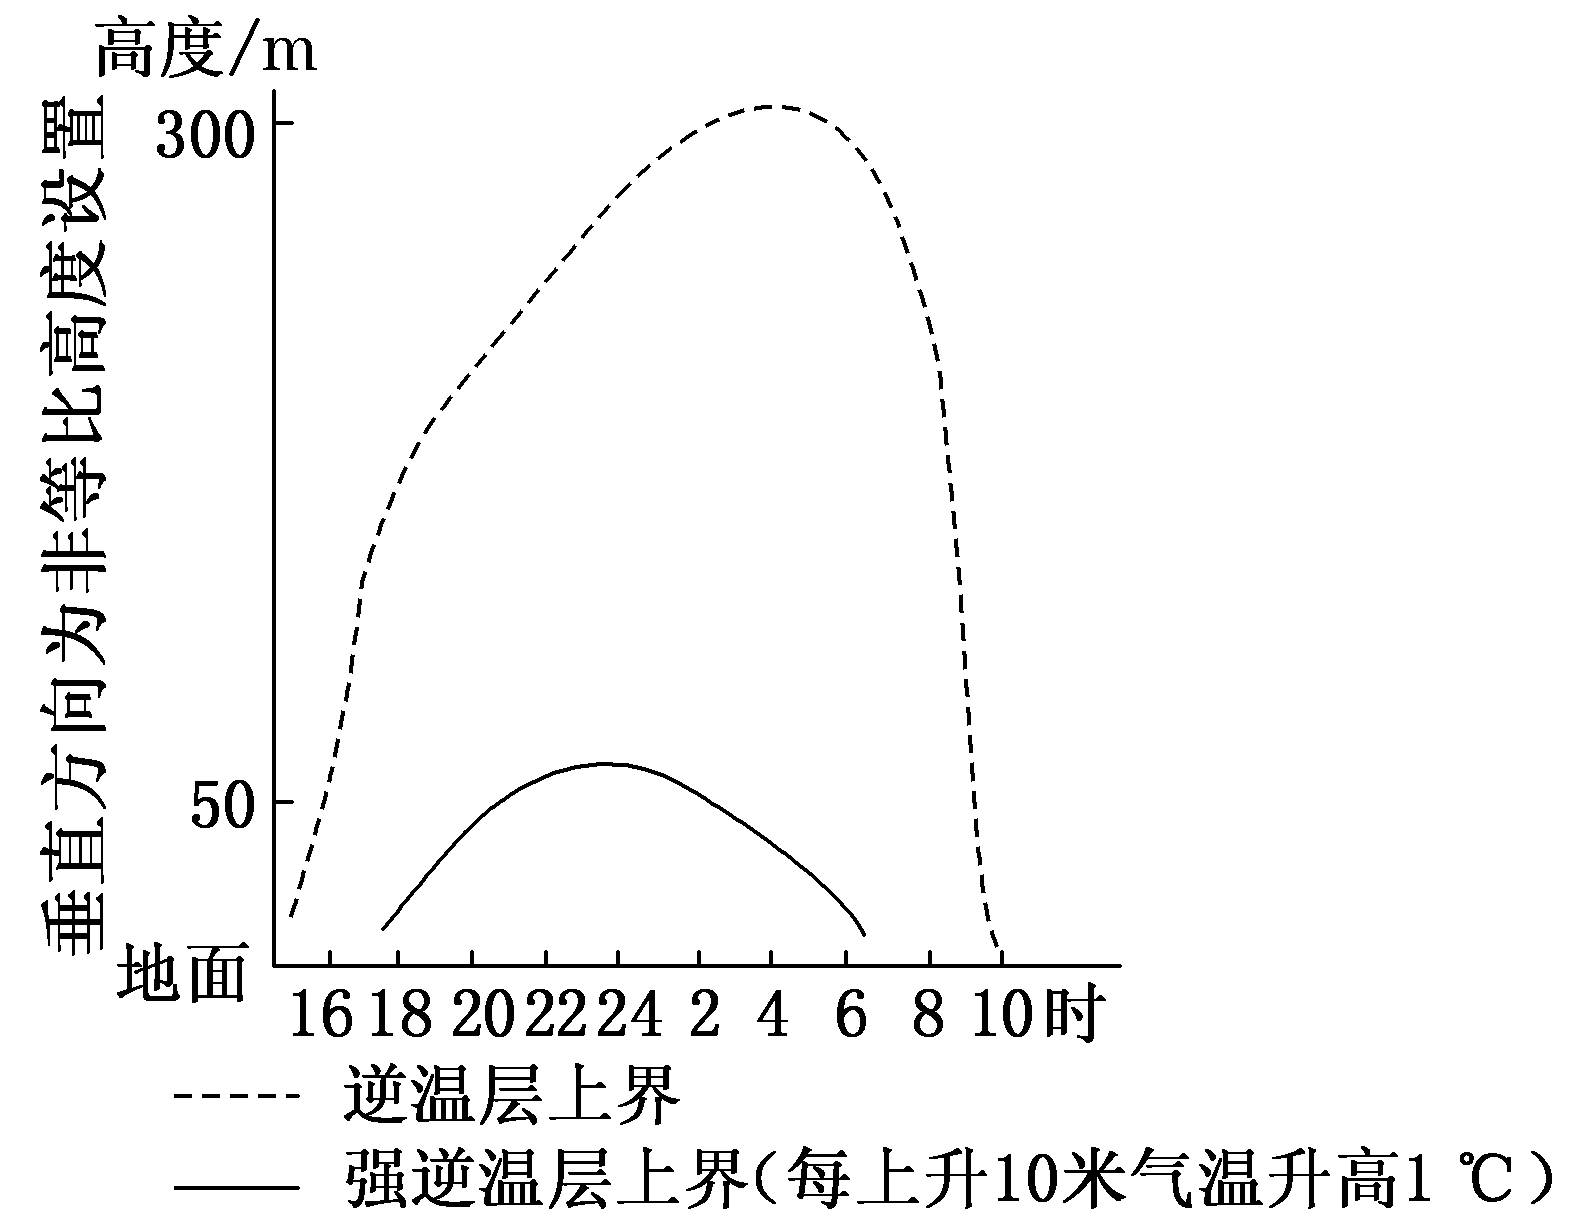 高度/m
垂直方向为非等比高度设置
300
50
地面
16 18 20 22 24 2 4 6 8 10 时
逆温层上界
强逆温层上界(每上升10米气温升高1 ℃)